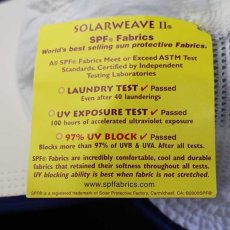 SOLARWEAVE II®
SPF® Fabrics
World's best selling sun protective Fabrics.
All SPF® Fabrics Meet or Exceed ASTM Test
Standards. Certified by Independent
Testing Laboratories
LAUNDRY TEST ✓ Passed
Even after 40 launderings
UV EXPOSURE TEST ✓ Passed
100 hours of accelerated ultraviolet exposure
97% UV BLOCK ✓ Passed
Blocks more than 97% of UVB & UVA. After all tests.
SPF® Fabrics are incredibly comfortable, cool and durable
fabrics that retained their softness throughout all tests.
UV blocking ability is best when fabric is not stretched.
www.spffabrics.com
SPF® is a registered trademark of Solar Protective Factory, Carmichael, CA.